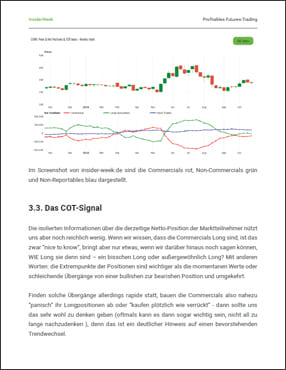 InsiderWeek
Profitables Futures-Trading
Im Screenshot von insider-week.de sind die Commercials rot, Non-Commercials grün
und Non-Reportables blau dargestellt.
3.3. Das COT-Signal
Die isolierten Informationen über die derzeitige Netto-Position der Marktteilnehmer nützt
uns aber noch reichlich wenig. Wenn wir wissen, dass die Commercials Long sind, ist das
zwar "nice to know", bringt aber nur etwas, wenn wir darüber hinaus noch sagen können,
WIE Long sie denn sind – ein bisschen Long oder außergewöhnlich Long? Mit anderen
Worten: die Extrempunkte der Positionen sind wichtiger als die momentanen Werte oder
schleichende Übergänge von einer bullishen zur bearishen Position und umgekehrt.
Finden solche Übergänge allerdings rapide statt, bauen die Commercials also nahezu
"panisch" ihr Longpositionen ab oder "kaufen plötzlich wie verrückt" - dann sollte uns
das sehr wohl zu denken geben (oftmals kann es dann sogar wichtig sein, nicht all zu
lange nachzudenken ), denn das ist ein deutlicher Hinweis auf einen bevorstehenden
Trendwechsel.